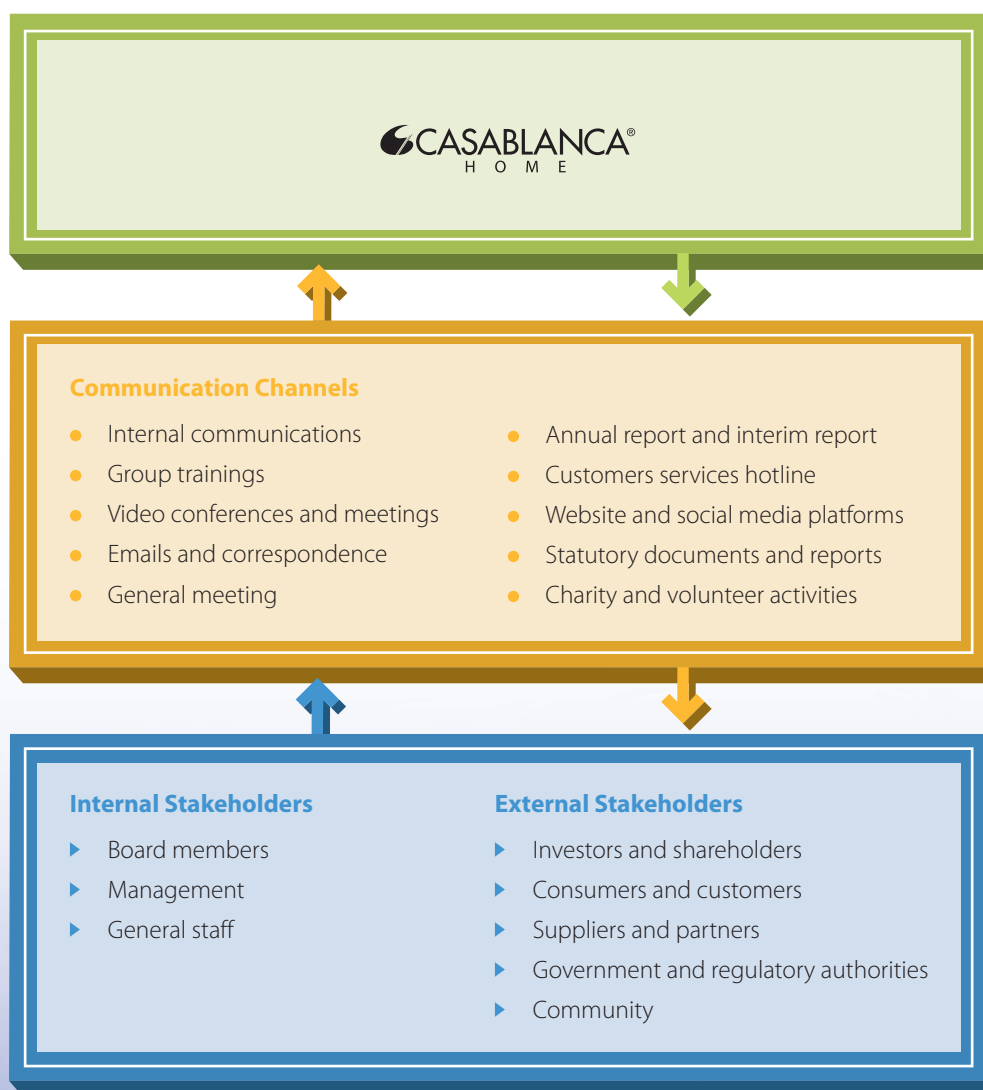 CASABLANCA®
HOME
Communication Channels
Internal communications
Group trainings
Video conferences and meetings
Emails and correspondence
General meeting
Annual report and interim report
Customers services hotline
Website and social media platforms
Statutory documents and reports
Charity and volunteer activities
Internal Stakeholders
Board members
Management
General staff
External Stakeholders
Investors and shareholders
Consumers and customers
Suppliers and partners
Government and regulatory authorities
Community